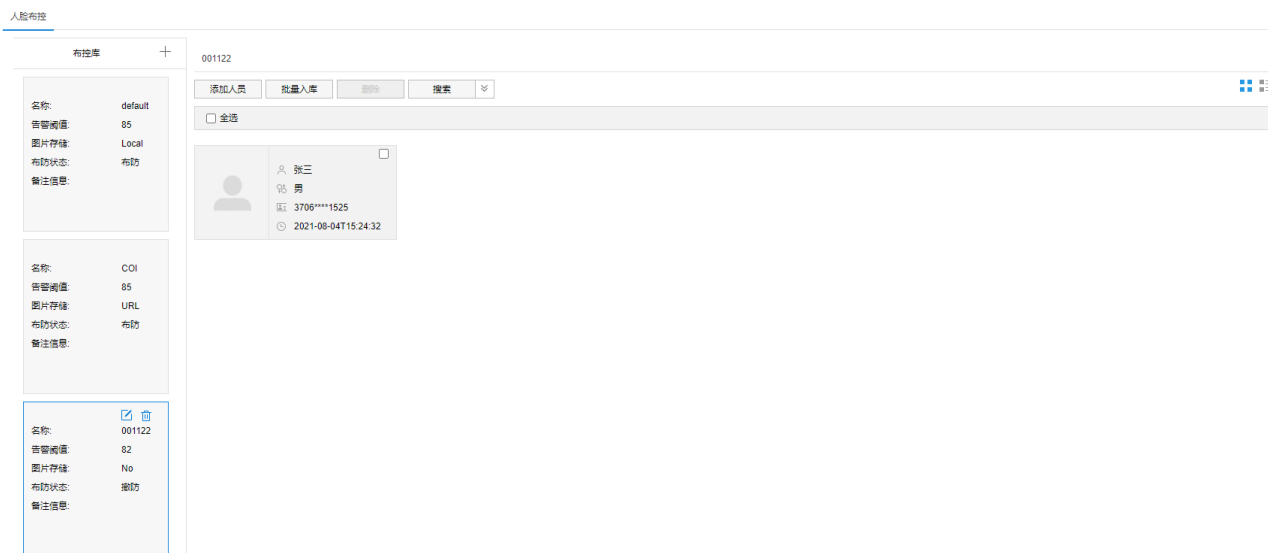 人脸布控
布控库
001122
添加人员 批量入库 删除 搜索
全选
名称: default
告警阈值: 85
图片存储: Local
布防状态: 布防
备注信息:
张三
男
3706****1525
2021-08-04T15:24:32
名称: COI
告警阈值: 85
图片存储: URL
布防状态: 布防
备注信息:
名称: 001122
告警阈值: 82
图片存储: No
布防状态: 撤防
备注信息: